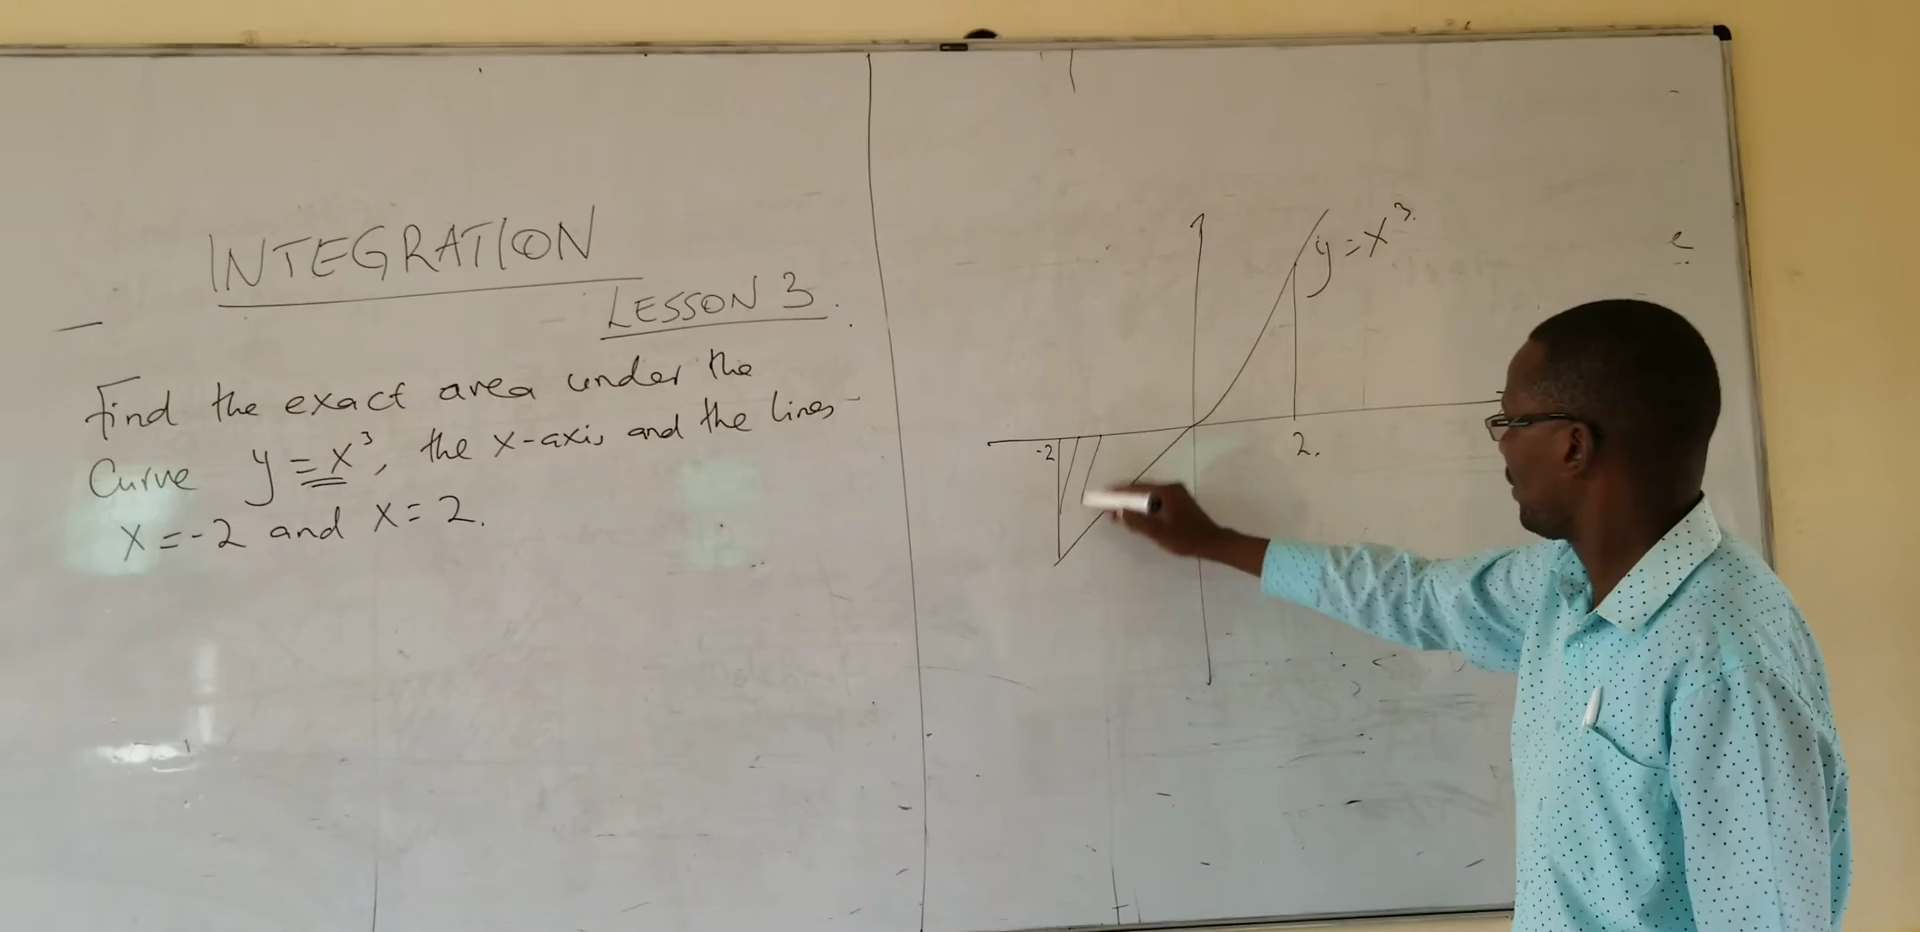 INTEGRATION
LESSON 3.
Find the exact area under the
Curve y = x³, the x-axis and the lines
x = -2 and x = 2.
y = x³
-2
2.